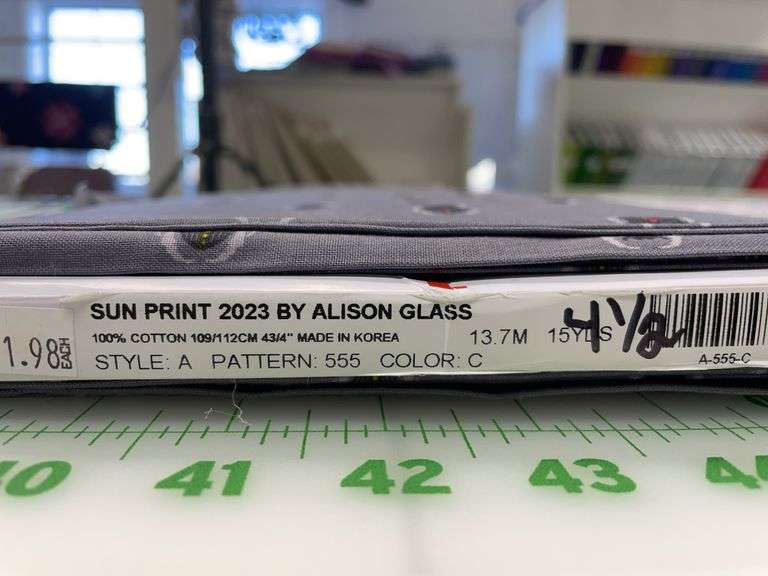 SUN PRINT 2023 BY ALISON GLASS
100% COTTON 109/112CM 43/4" MADE IN KOREA
13.7M 15YDS
4 1/2
STYLE: A PATTERN: 555 COLOR: C
A-555-C
1.98 EACH
40 41 42 43 44